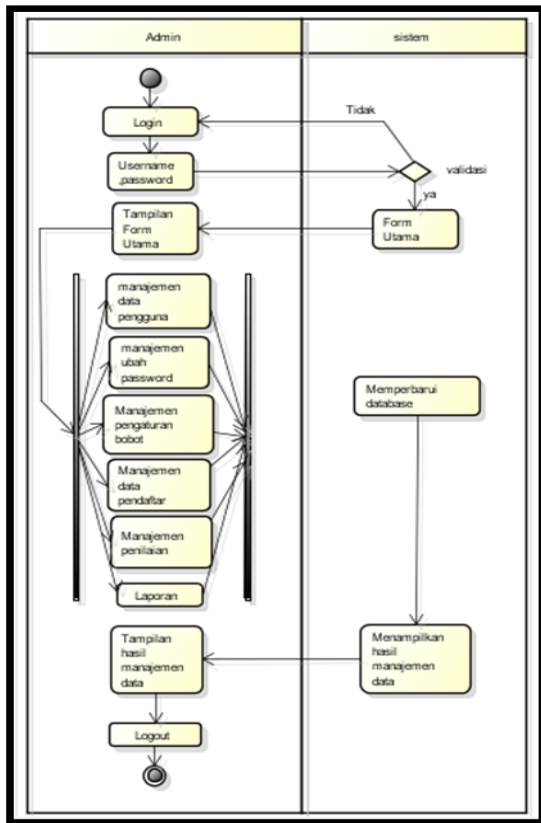 Admin
sistem
Login
Tidak
Username
,password
validasi
ya
Tampilan
Form
Utama
Form
Utama
manajemen
data
pengguna
manajemen
ubah
password
Memperbarui
database
Manajemen
pengaturan
bobot
Manajemen
data
pendaftar
Manajemen
penilaian
Laporan
Tampilan
hasil
manajemen
data
Menampilkan
hasil
manajemen
data
Logout